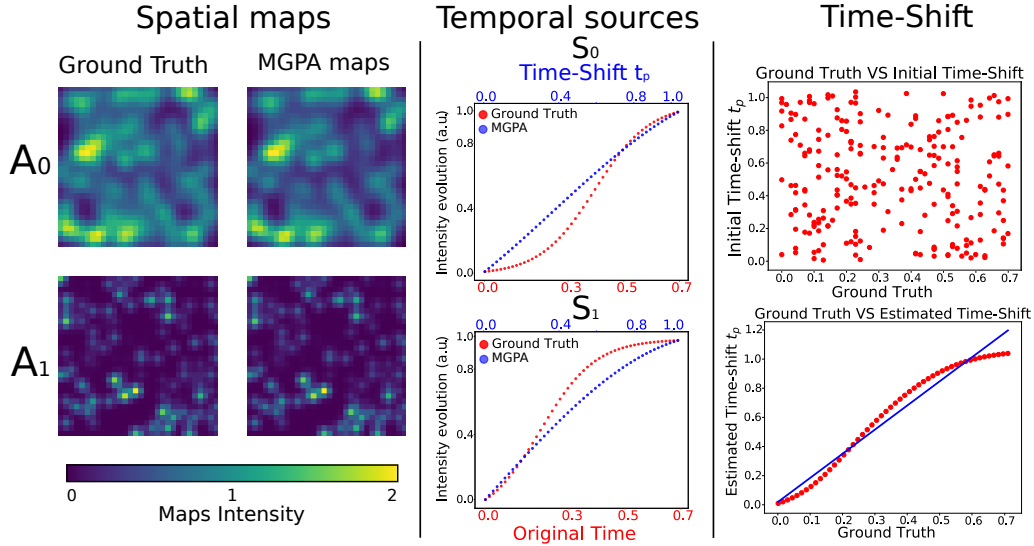 Spatial maps
Ground Truth
MGPA maps
A0
A1
0
1
2
Maps Intensity
Temporal sources
S0
Time-Shift tp
0.0 0.4 0.8 1.0
Ground Truth
MGPA
Intensity evolution (a.u)
1.0
0.8
0.4
0.0
0.0 0.3 0.5 0.7
S1
0.0 0.4 0.8 1.0
Ground Truth
MGPA
Intensity evolution (a.u)
1.0
0.8
0.4
0.0
0.0 0.3 0.5 0.7
Original Time
Time-Shift
Ground Truth VS Initial Time-Shift
Initial Time-shift tp
1.0
0.8
0.6
0.4
0.2
0.0
0.0 0.1 0.2 0.3 0.4 0.5 0.6 0.7
Ground Truth
Ground Truth VS Estimated Time-Shift
Estimated Time-shift tp
1.2
1.0
0.8
0.6
0.4
0.2
0.0
0.0 0.1 0.2 0.3 0.4 0.5 0.6 0.7
Ground Truth